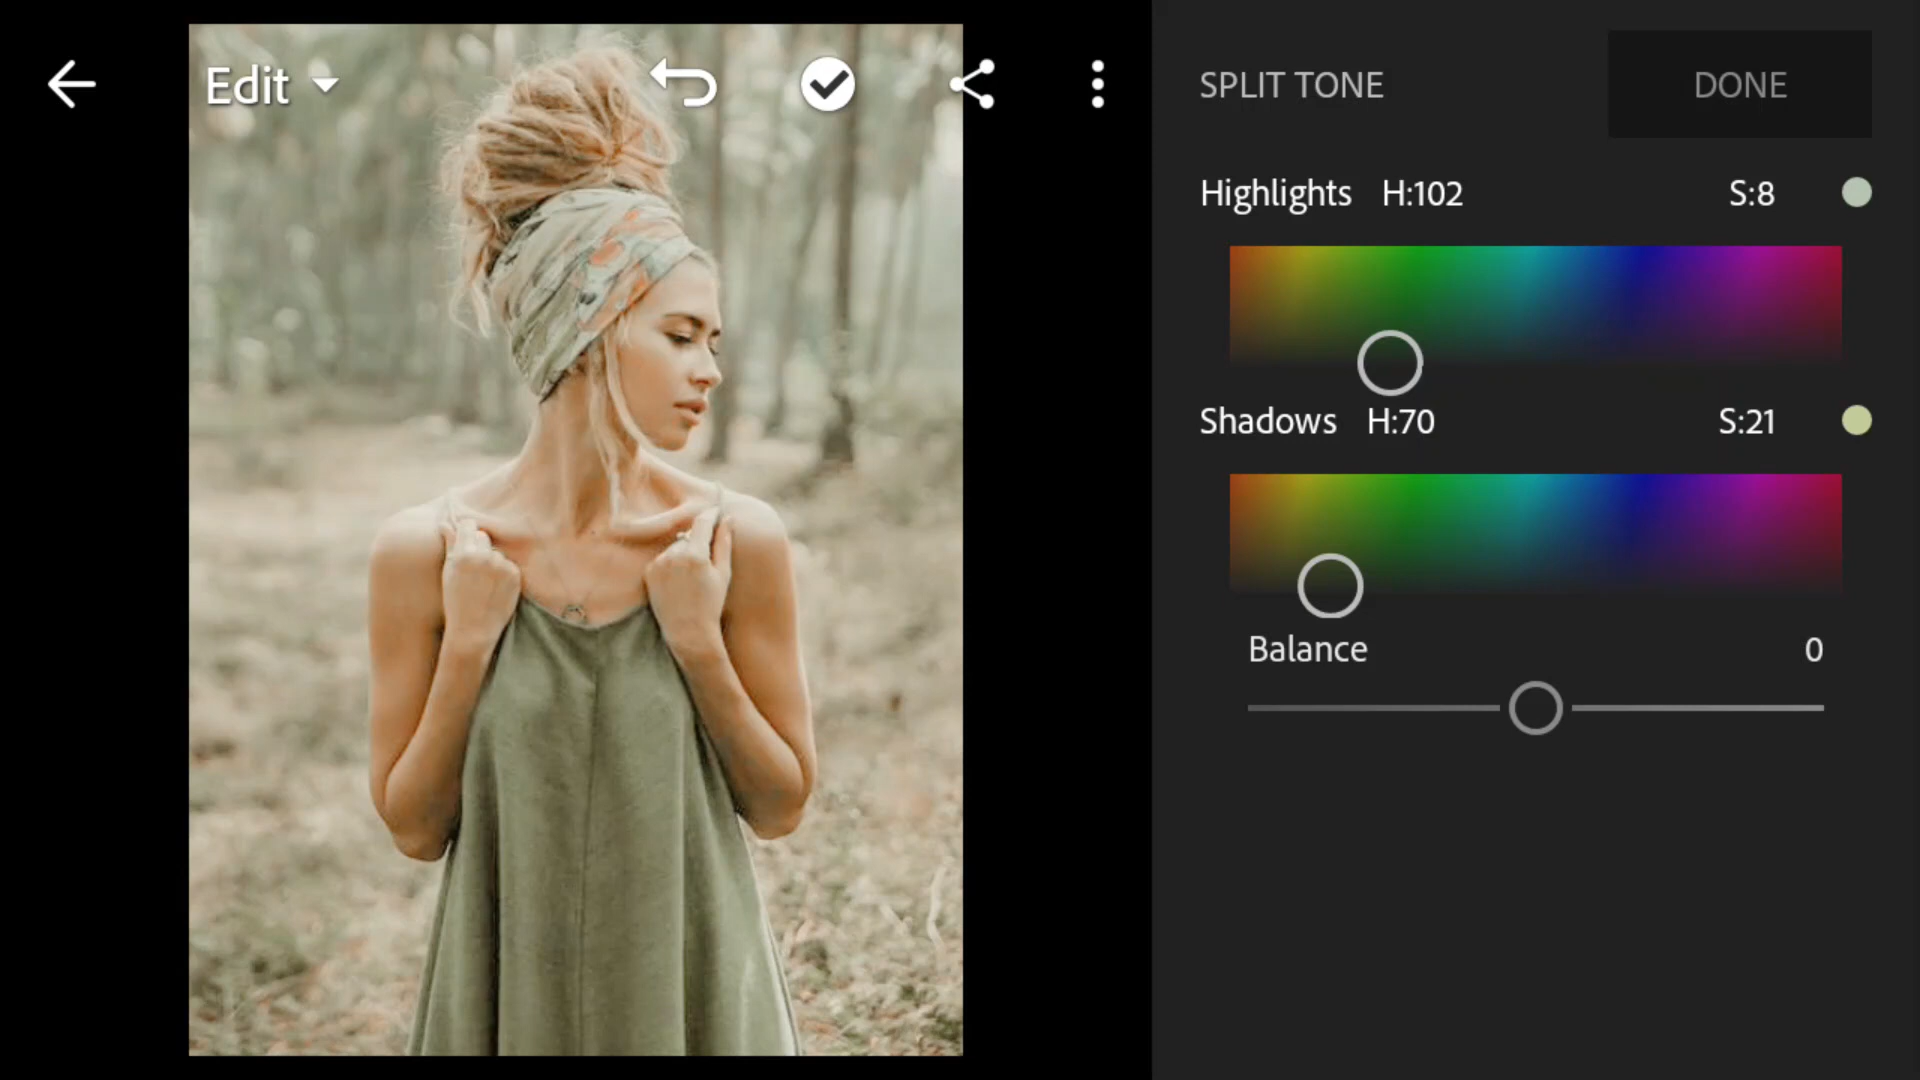 Edit
SPLIT TONE DONE
Highlights H:102 S:8
Shadows H:70 S:21
Balance 0